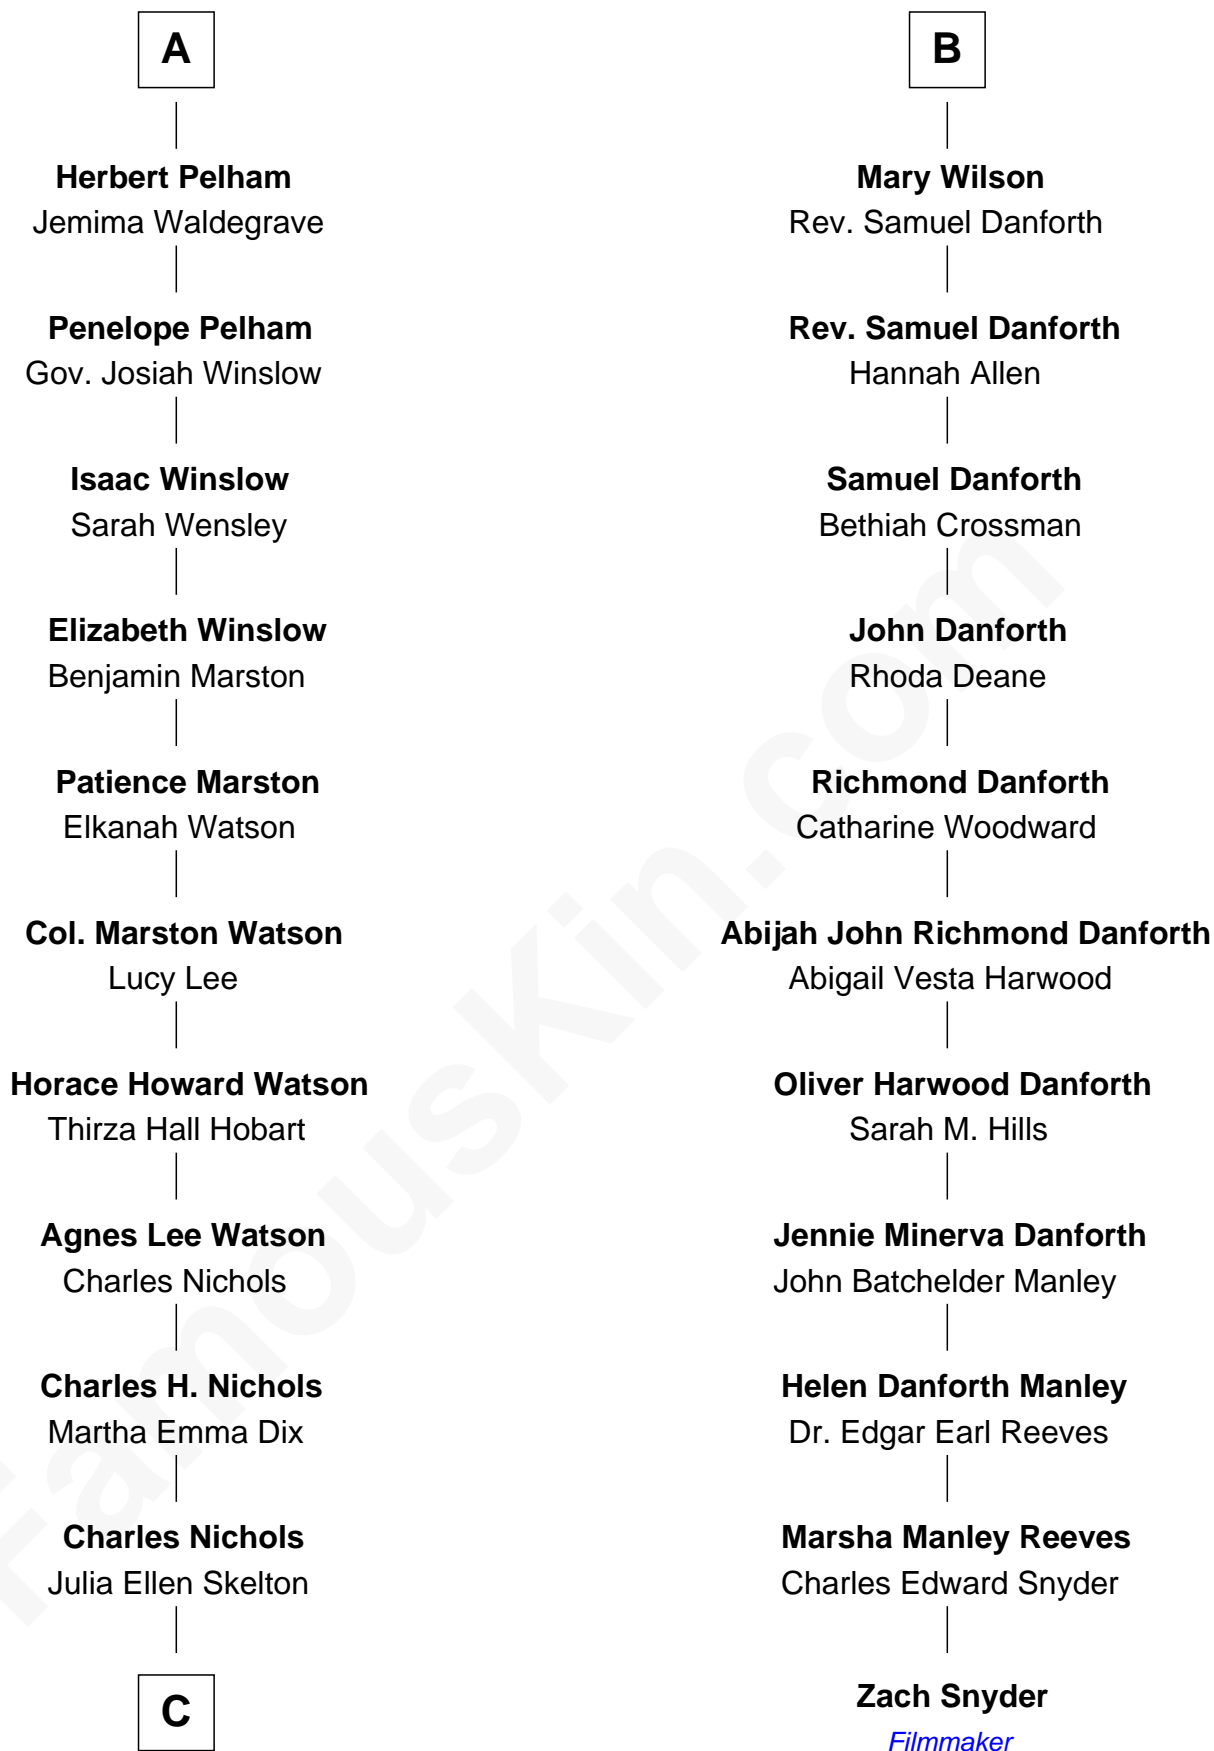 A
Herbert Pelham
Jemima Waldegrave
Penelope Pelham
Gov. Josiah Winslow
Isaac Winslow
Sarah Wensley
Elizabeth Winslow
Benjamin Marston
Patience Marston
Elkanah Watson
Col. Marston Watson
Lucy Lee
Horace Howard Watson
Thirza Hall Hobart
Agnes Lee Watson
Charles Nichols
Charles H. Nichols
Martha Emma Dix
Charles Nichols
Julia Ellen Skelton
C
B
Mary Wilson
Rev. Samuel Danforth
Rev. Samuel Danforth
Hannah Allen
Samuel Danforth
Bethiah Crossman
John Danforth
Rhoda Deane
Richmond Danforth
Catharine Woodward
Abijah John Richmond Danforth
Abigail Vesta Harwood
Oliver Harwood Danforth
Sarah M. Hills
Jennie Minerva Danforth
John Batchelder Manley
Helen Danforth Manley
Dr. Edgar Earl Reeves
Marsha Manley Reeves
Charles Edward Snyder
Zach Snyder
Filmmaker
FamousKin.com